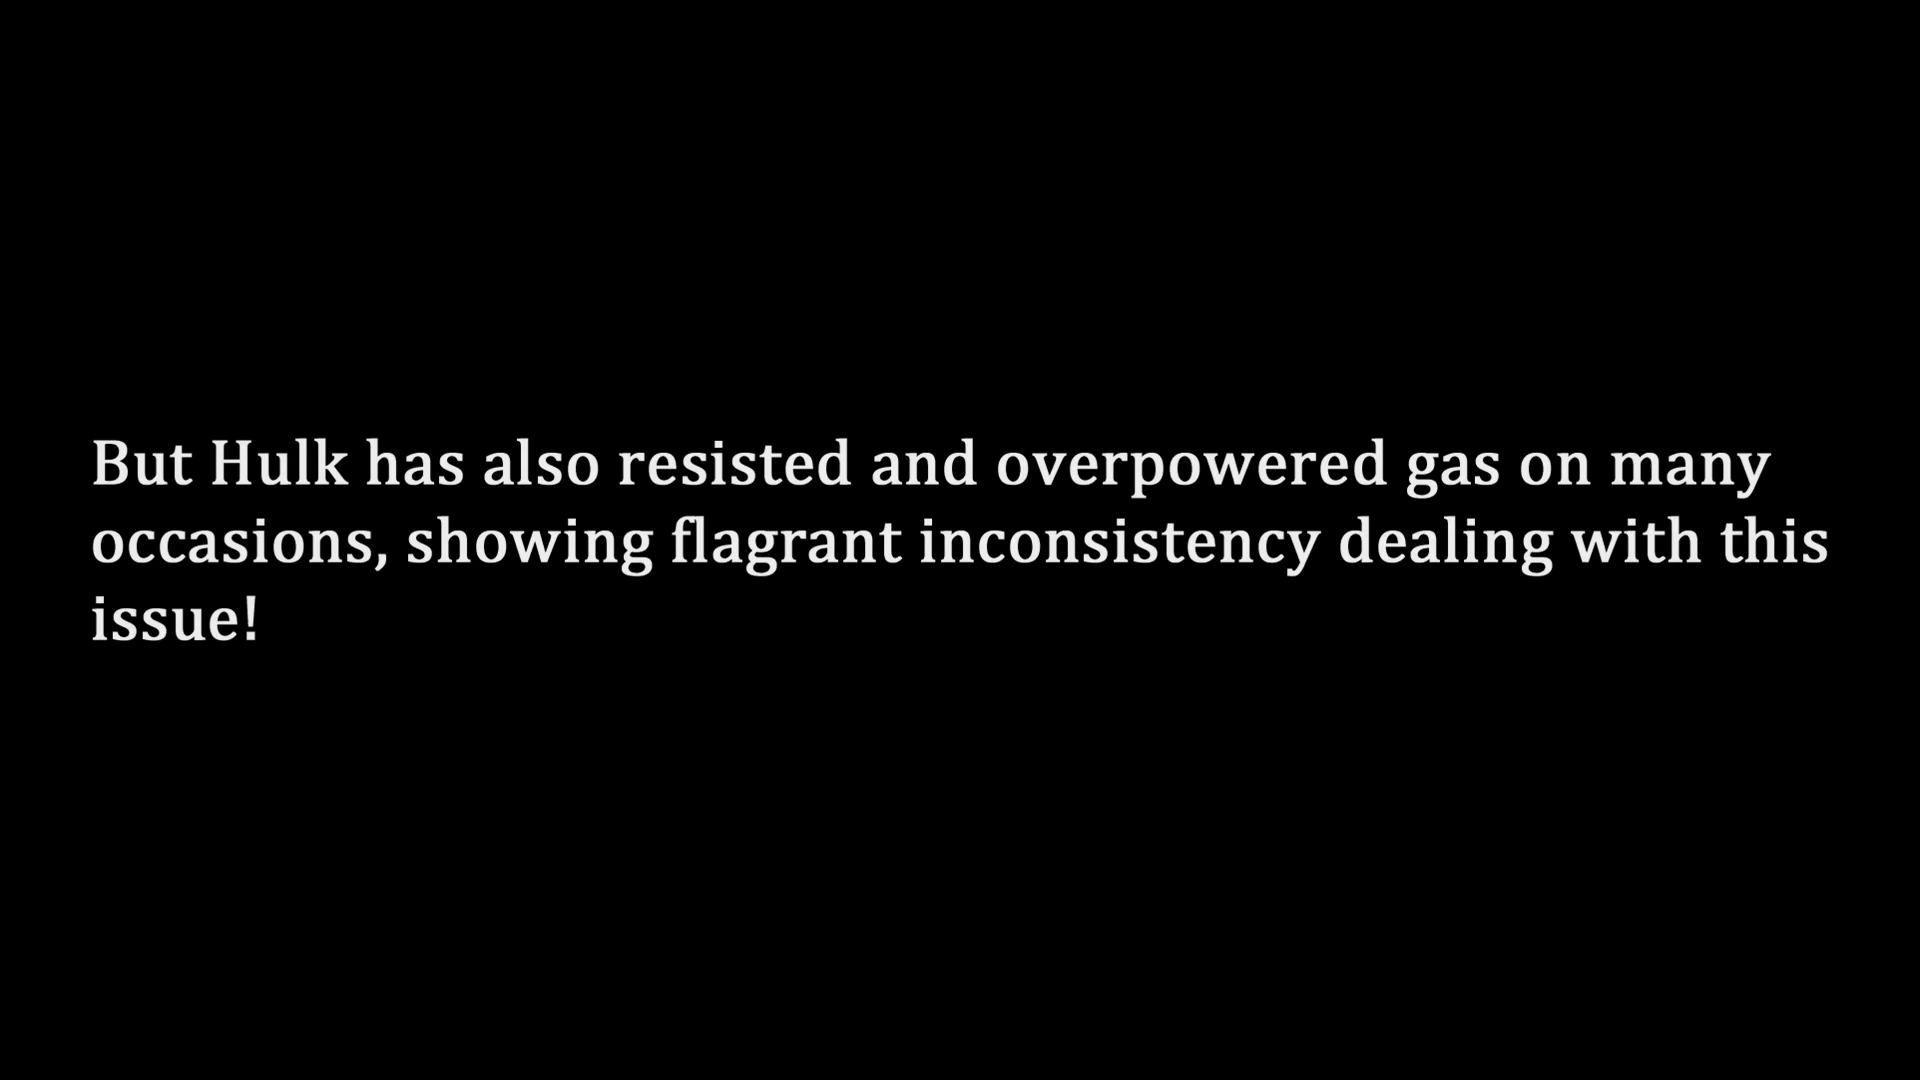 But Hulk has also resisted and overpowered gas on many
occasions, showing flagrant inconsistency dealing with this
issue!